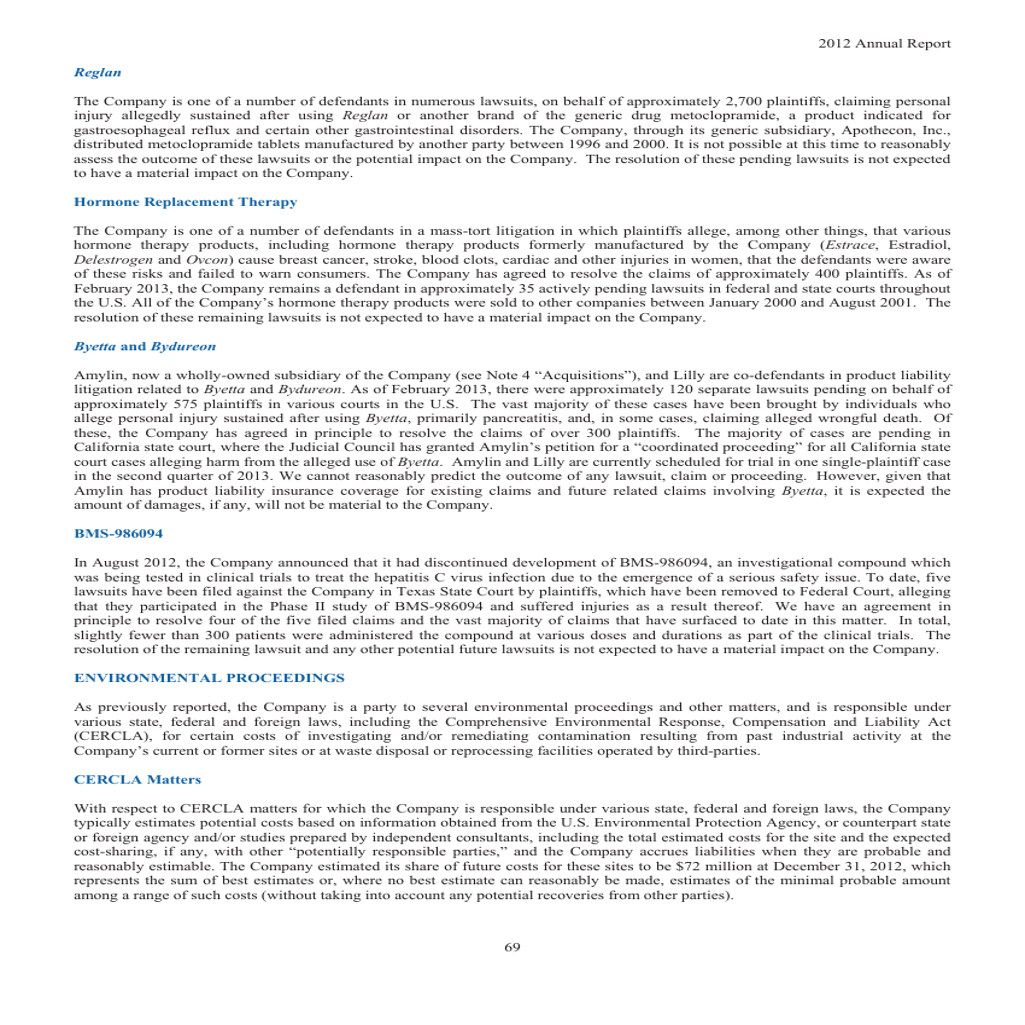 2012 Annual Report
Reglan
The Company is one of a number of defendants in numerous lawsuits, on behalf of approximately 2,700 plaintiffs, claiming personal
injury allegedly sustained after using Reglan or another brand of the generic drug metoclopramide, a product indicated for
gastroesophageal reflux and certain other gastrointestinal disorders. The Company, through its generic subsidiary, Apothecon, Inc.,
distributed metoclopramide tablets manufactured by another party between 1996 and 2000. It is not possible at this time to reasonably
assess the outcome of these lawsuits or the potential impact on the Company. The resolution of these pending lawsuits is not expected
to have a material impact on the Company.
Hormone Replacement Therapy
The Company is one of a number of defendants in a mass-tort litigation in which plaintiffs allege, among other things, that various
hormone therapy products, including hormone therapy products formerly manufactured by the Company (Estrace, Estradiol,
Delestrogen and Ovcon) cause breast cancer, stroke, blood clots, cardiac and other injuries in women, that the defendants were aware
of these risks and failed to warn consumers. The Company has agreed to resolve the claims of approximately 400 plaintiffs. As of
February 2013, the Company remains a defendant in approximately 35 actively pending lawsuits in federal and state courts throughout
the U.S. All of the Company's hormone therapy products were sold to other companies between January 2000 and August 2001. The
resolution of these remaining lawsuits is not expected to have a material impact on the Company.
Byetta and Bydureon
Amylin, now a wholly-owned subsidiary of the Company (see Note 4 “Acquisitions”), and Lilly are co-defendants in product liability
litigation related to Byetta and Bydureon. As of February 2013, there were approximately 120 separate lawsuits pending on behalf of
approximately 575 plaintiffs in various courts in the U.S. The vast majority of these cases have been brought by individuals who
allege personal injury sustained after using Byetta, primarily pancreatitis, and, in some cases, claiming alleged wrongful death. Of
these, the Company has agreed in principle to resolve the claims of over 300 plaintiffs. The majority of cases are pending in
California state court, where the Judicial Council has granted Amylin's petition for a “coordinated proceeding” for all California state
court cases alleging harm from the alleged use of Byetta. Amylin and Lilly are currently scheduled for trial in one single-plaintiff case
in the second quarter of 2013. We cannot reasonably predict the outcome of any lawsuit, claim or proceeding. However, given that
Amylin has product liability insurance coverage for existing claims and future related claims involving Byetta, it is expected the
amount of damages, if any, will not be material to the Company.
BMS-986094
In August 2012, the Company announced that it had discontinued development of BMS-986094, an investigational compound which
was being tested in clinical trials to treat the hepatitis C virus infection due to the emergence of a serious safety issue. To date, five
lawsuits have been filed against the Company in Texas State Court by plaintiffs, which have been removed to Federal Court, alleging
that they participated in the Phase II study of BMS-986094 and suffered injuries as a result thereof. We have an agreement in
principle to resolve four of the five filed claims and the vast majority of claims that have surfaced to date in this matter. In total,
slightly fewer than 300 patients were administered the compound at various doses and durations as part of the clinical trials. The
resolution of the remaining lawsuit and any other potential future lawsuits is not expected to have a material impact on the Company.
ENVIRONMENTAL PROCEEDINGS
As previously reported, the Company is a party to several environmental proceedings and other matters, and is responsible under
various state, federal and foreign laws, including the Comprehensive Environmental Response, Compensation and Liability Act
(CERCLA), for certain costs of investigating and/or remediating contamination resulting from past industrial activity at the
Company's current or former sites or at waste disposal or reprocessing facilities operated by third-parties.
CERCLA Matters
With respect to CERCLA matters for which the Company is responsible under various state, federal and foreign laws, the Company
typically estimates potential costs based on information obtained from the U.S. Environmental Protection Agency, or counterpart state
or foreign agency and/or studies prepared by independent consultants, including the total estimated costs for the site and the expected
cost-sharing, if any, with other “potentially responsible parties,” and the Company accrues liabilities when they are probable and
reasonably estimable. The Company estimated its share of future costs for these sites to be $72 million at December 31, 2012, which
represents the sum of best estimates or, where no best estimate can reasonably be made, estimates of the minimal probable amount
among a range of such costs (without taking into account any potential recoveries from other parties).
69